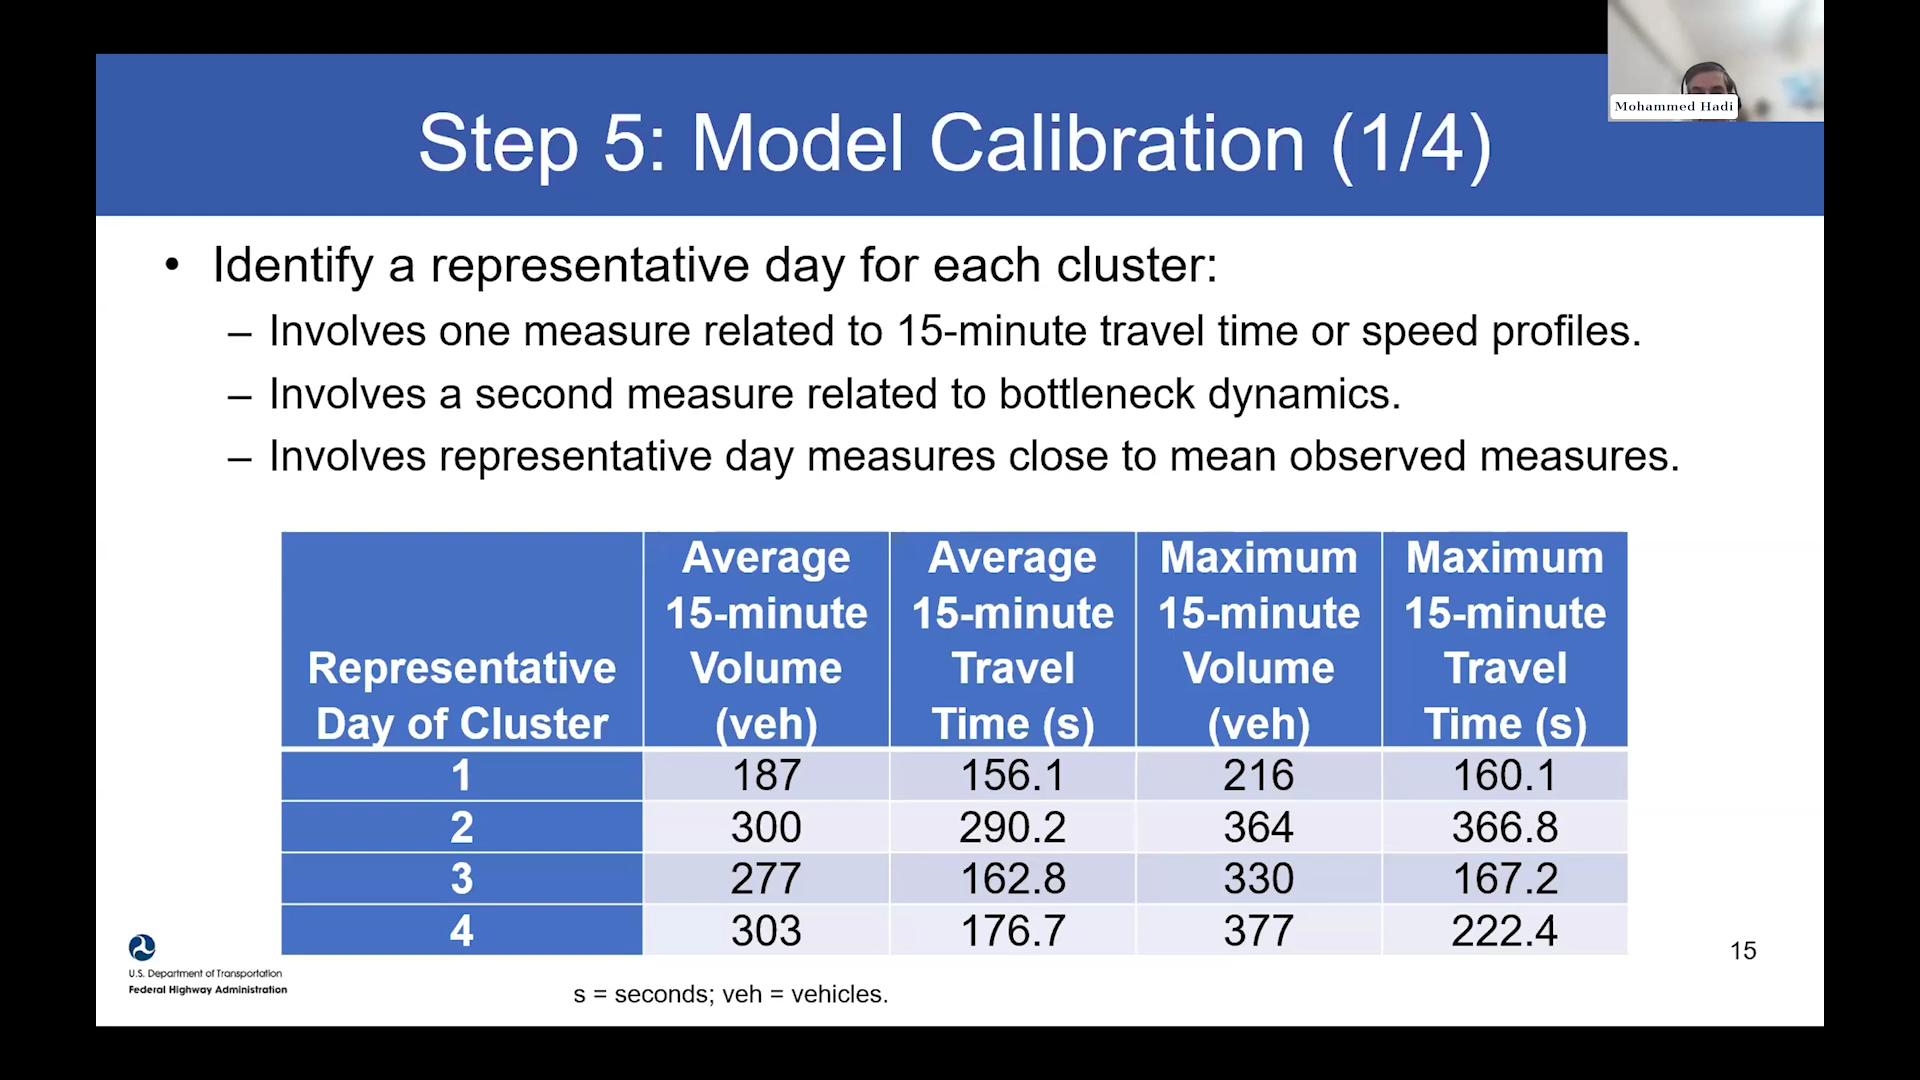 Mohammed Hadi
Step 5: Model Calibration (1/4)
• Identify a representative day for each cluster:
– Involves one measure related to 15-minute travel time or speed profiles.
– Involves a second measure related to bottleneck dynamics.
– Involves representative day measures close to mean observed measures.
Representative Day of Cluster
Average 15-minute Volume (veh)
Average 15-minute Travel Time (s)
Maximum 15-minute Volume (veh)
Maximum 15-minute Travel Time (s)
1 187 156.1 216 160.1
2 300 290.2 364 366.8
3 277 162.8 330 167.2
4 303 176.7 377 222.4
U.S. Department of Transportation
Federal Highway Administration
s = seconds; veh = vehicles.
15